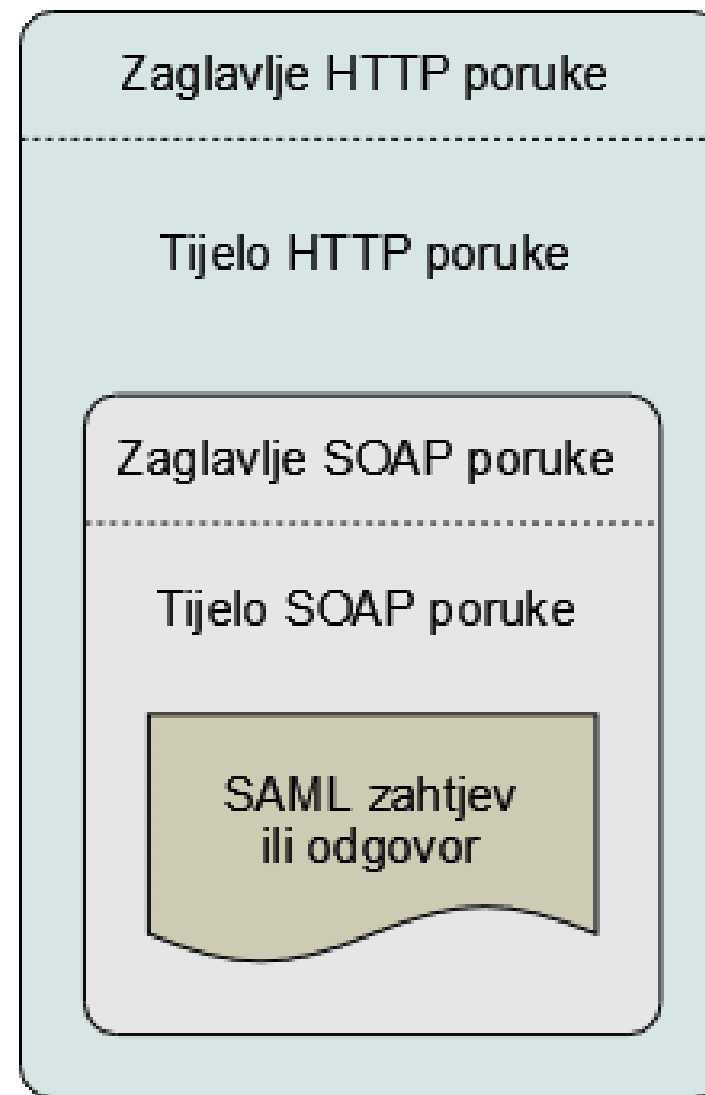 Zaglavlje HTTP poruke
Tijelo HTTP poruke
Zaglavlje SOAP poruke
Tijelo SOAP poruke
SAML zahtjev
ili odgovor